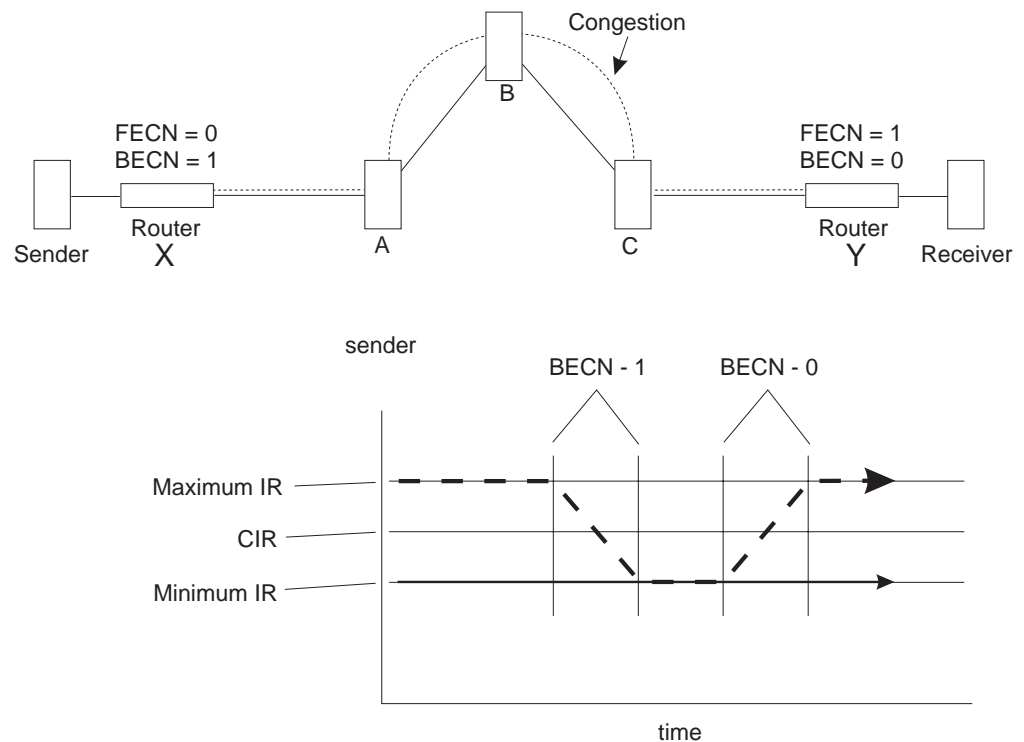 Congestion
B
FECN = 0
BECN = 1
FECN = 1
BECN = 0
Sender
Router
X
A
C
Router
Y
Receiver
sender
BECN - 1
BECN - 0
Maximum IR
CIR
Minimum IR
time